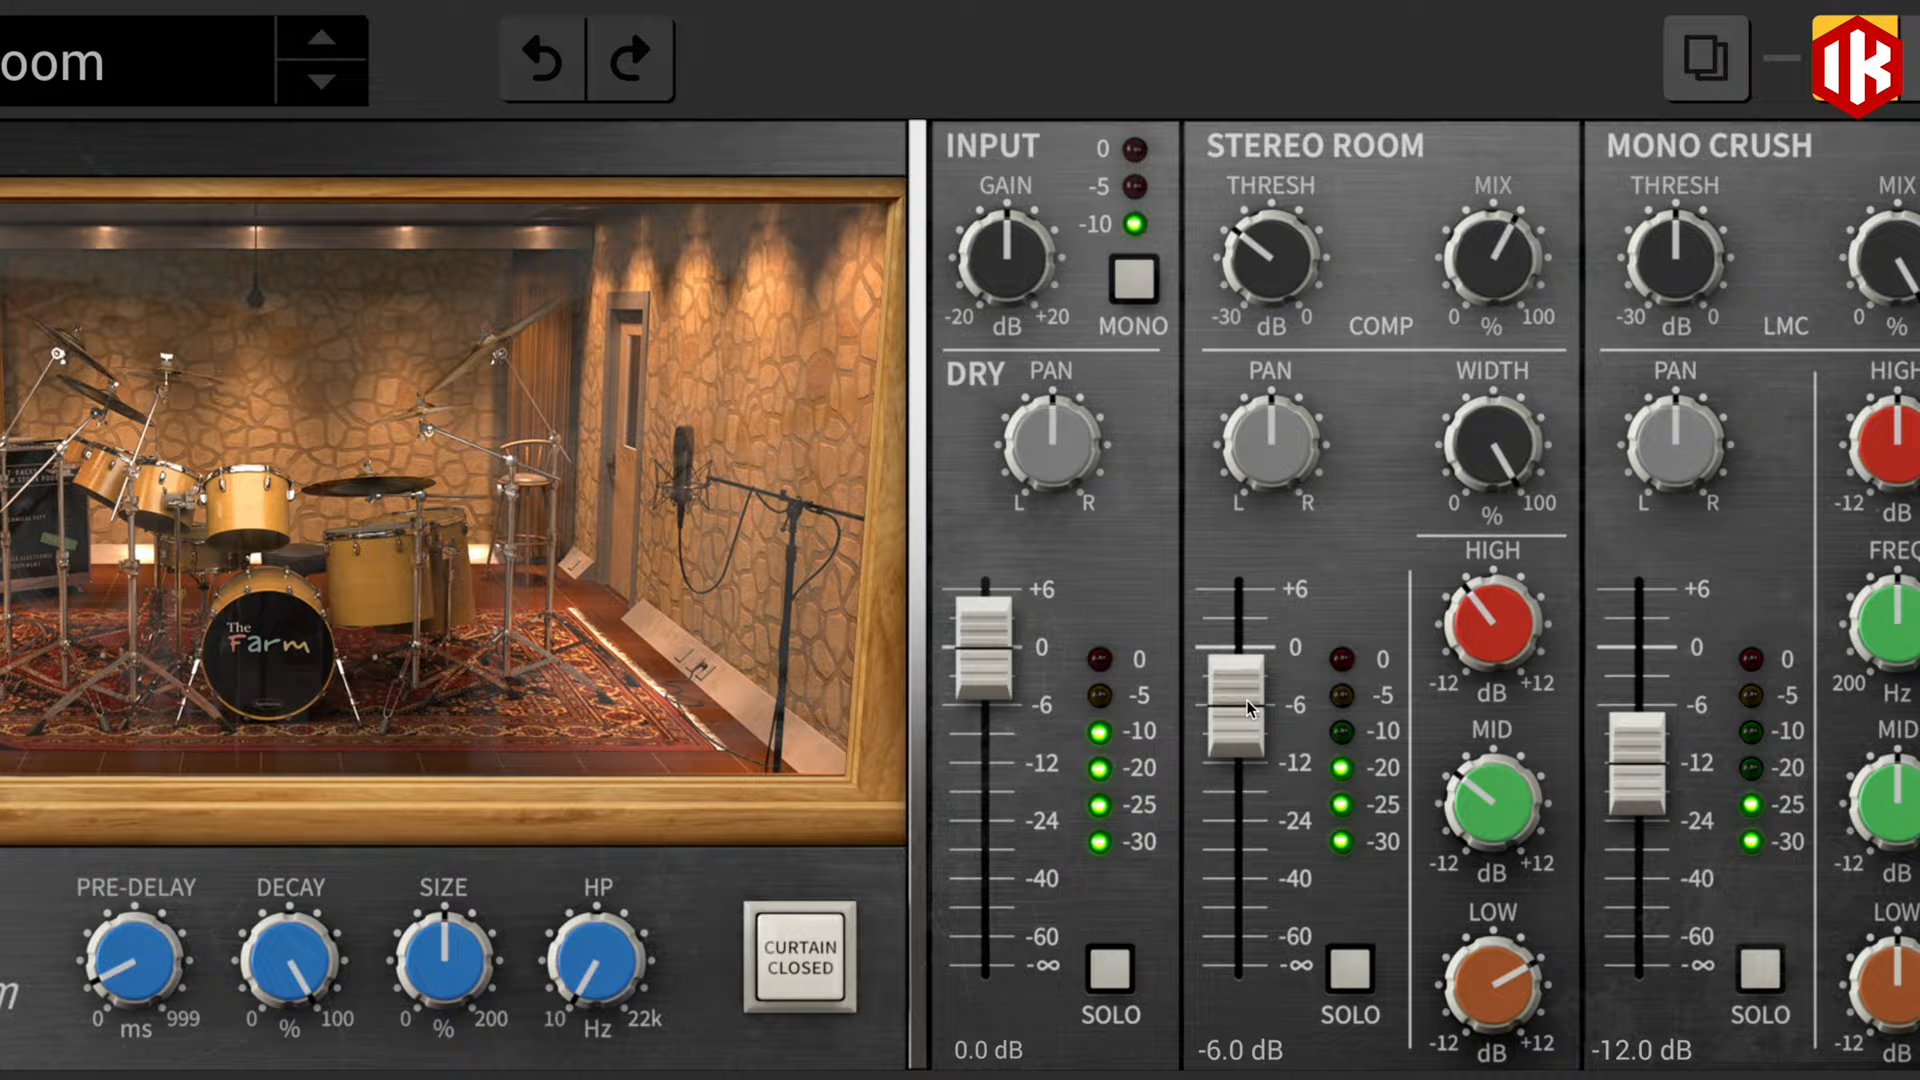 oom
IK
INPUT
GAIN
0
-5
-10
-20 dB +20
MONO
DRY PAN
L R
+6
0
-6
-12
-24
-40
-60
-∞
0
-5
-10
-20
-25
-30
SOLO
0.0 dB
STEREO ROOM
THRESH
-30 dB 0
COMP
MIX
0 % 100
PAN
L R
WIDTH
0 % 100
+6
0
-6
-12
-24
-40
-60
-∞
0
-5
-10
-20
-25
-30
SOLO
-6.0 dB
HIGH
-12 dB +12
MID
-12 dB +12
LOW
-12 dB +12
MONO CRUSH
THRESH
-30 dB 0
LMC
MIX
0 %
PAN
L R
+6
0
-6
-12
-24
-40
-60
-∞
0
-5
-10
-20
-25
-30
SOLO
-12.0 dB
HIGH
-12 dB
FREQ
200 Hz
MID
-12 dB
LOW
-12 dB
The
Farm
PRE-DELAY
0 ms 999
DECAY
0 % 100
SIZE
0 % 200
HP
10 Hz 22k
CURTAIN
CLOSED
m